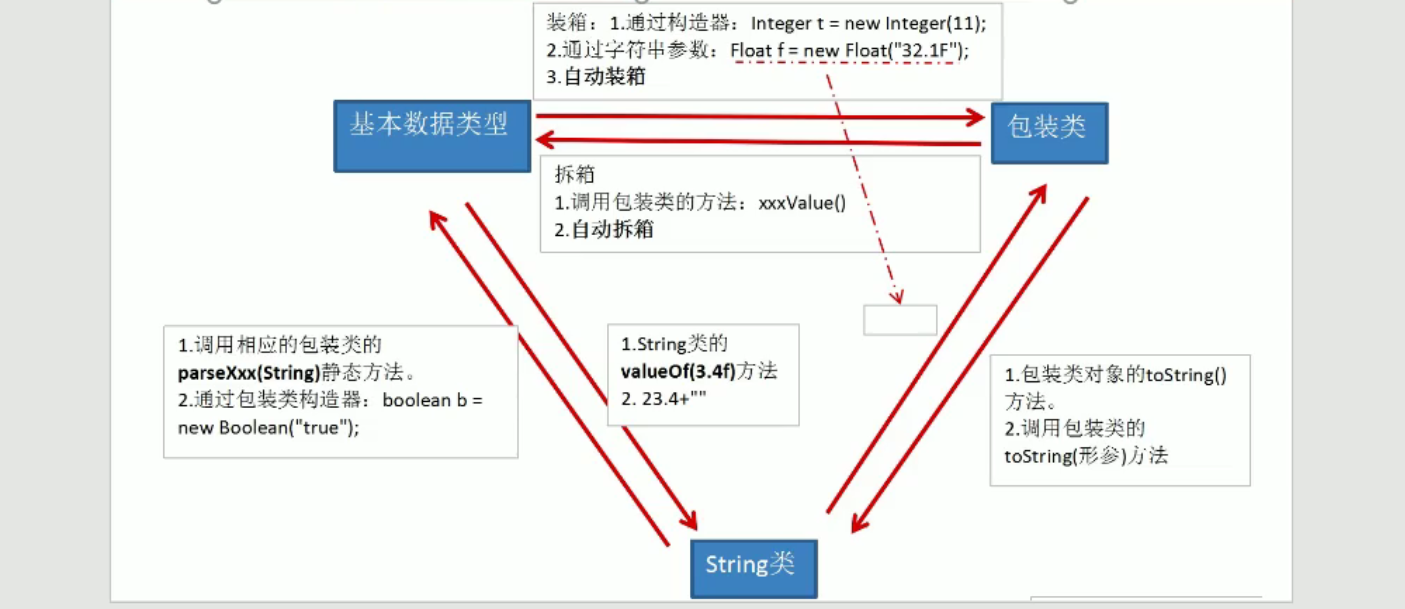 装箱：1.通过构造器：Integer t = new Integer(11);
2.通过字符串参数：Float f = new Float("32.1F");
3.自动装箱
基本数据类型
包装类
拆箱
1.调用包装类的方法：xxxValue()
2.自动拆箱
1.调用相应的包装类的
parseXxx(String)静态方法。
2.通过包装类构造器：boolean b =
new Boolean("true");
1.String类的
valueOf(3.4f)方法
2. 23.4+""
1.包装类对象的toString()
方法。
2.调用包装类的
toString(形参)方法
String类